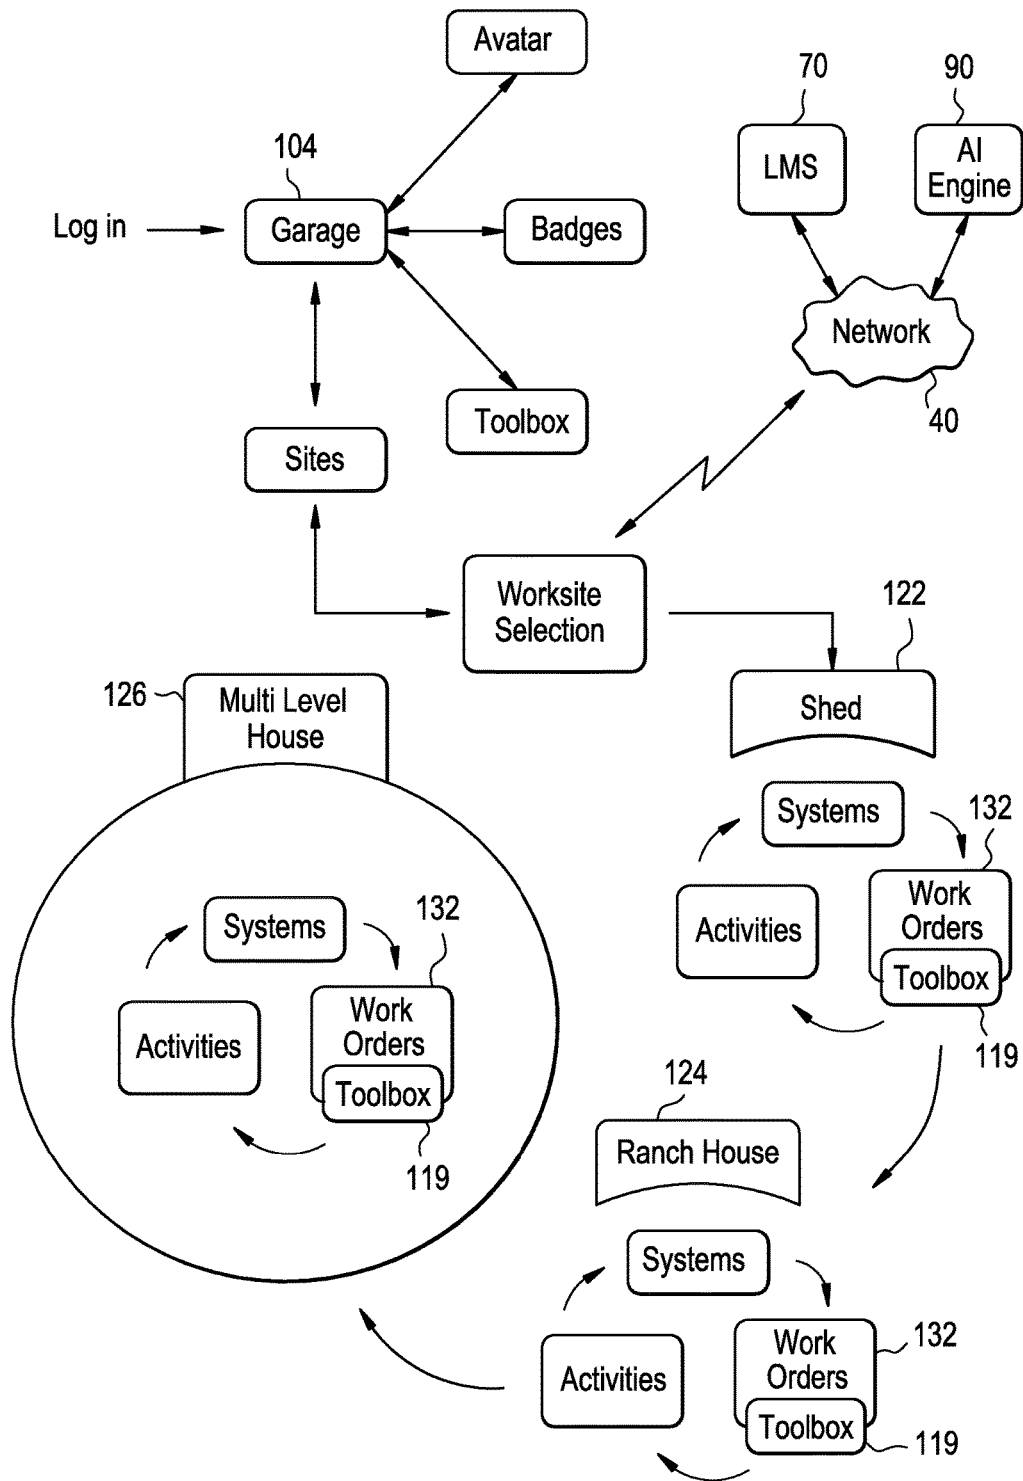 Avatar
70
90
104
LMS
AI
Engine
Log in
Garage
Badges
Network
Toolbox
40
Sites
Worksite
Selection
122
126
Multi Level
House
Shed
Systems
132
Work
Orders
Activities
Toolbox
119
Systems
132
Work
Orders
Activities
Toolbox
119
124
Ranch House
Systems
132
Work
Orders
Activities
Toolbox
119